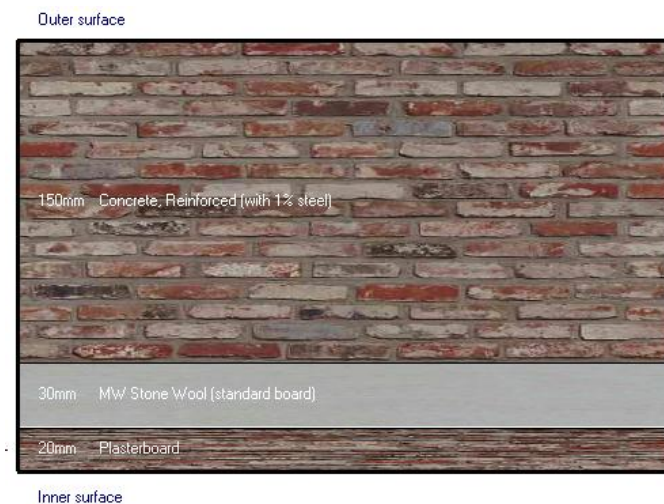 Outer surface
150mm Concrete, Reinforced (with 1% steel)
30mm MW Stone Wool (standard board)
20mm Plasterboard
Inner surface